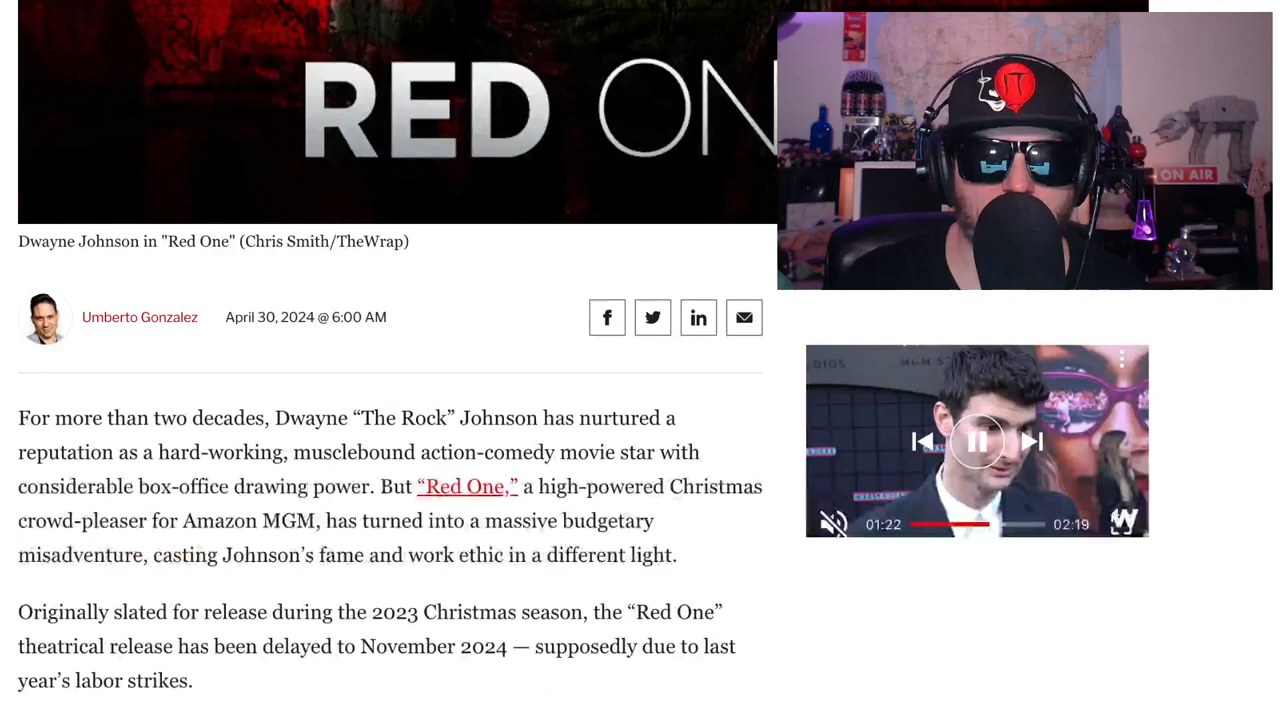 RED ON
IT
ON AIR
Dwayne Johnson in "Red One" (Chris Smith/TheWrap)
Umberto Gonzalez
April 30, 2024 @ 6:00 AM
f
in
For more than two decades, Dwayne “The Rock” Johnson has nurtured a
reputation as a hard-working, musclebound action-comedy movie star with
considerable box-office drawing power. But “Red One,” a high-powered Christmas
crowd-pleaser for Amazon MGM, has turned into a massive budgetary
misadventure, casting Johnson’s fame and work ethic in a different light.
Originally slated for release during the 2023 Christmas season, the “Red One”
theatrical release has been delayed to November 2024 — supposedly due to last
year’s labor strikes.
01:22
02:19
W